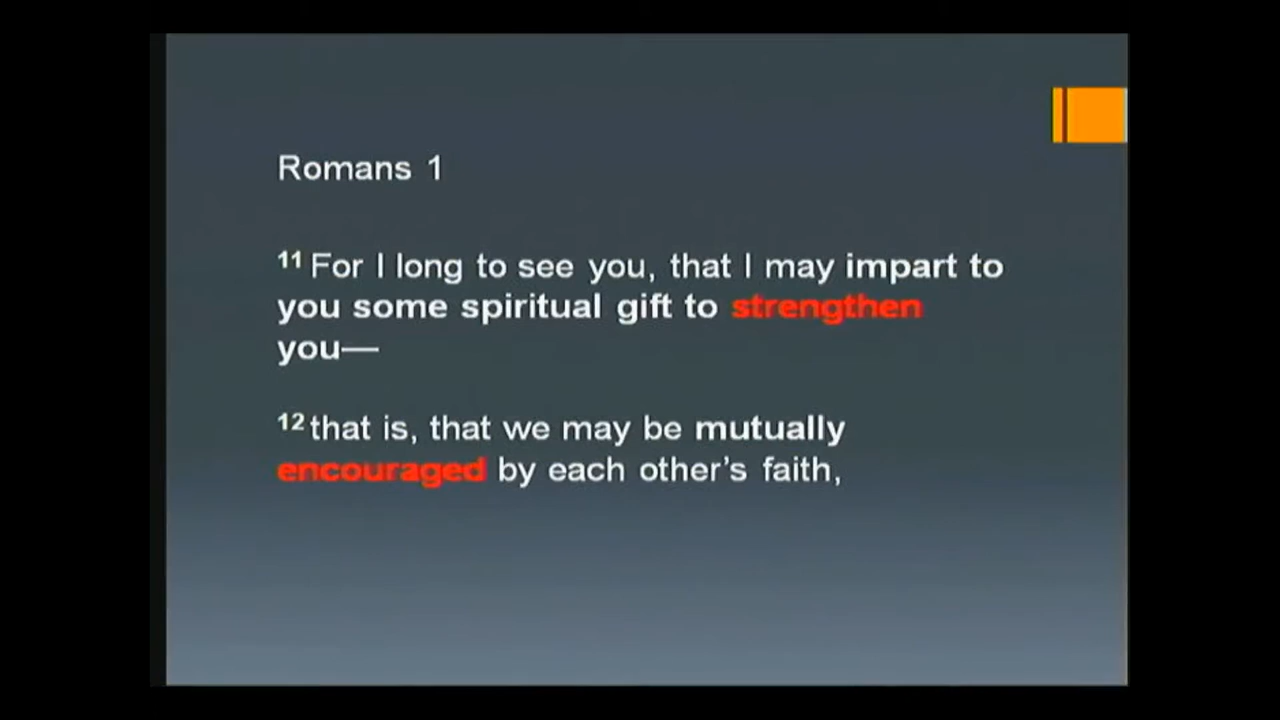 Romans 1
11 For I long to see you, that I may impart to
you some spiritual gift to strengthen
you—
12 that is, that we may be mutually
encouraged by each other’s faith,